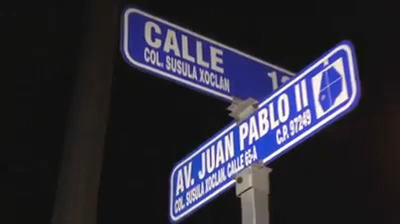 CALLE
COL. SUSULA XOCLAN
AV. JUAN PABLO II
COL. SUSULA XOCLAN, CALLE 65-A
C.P. 97249